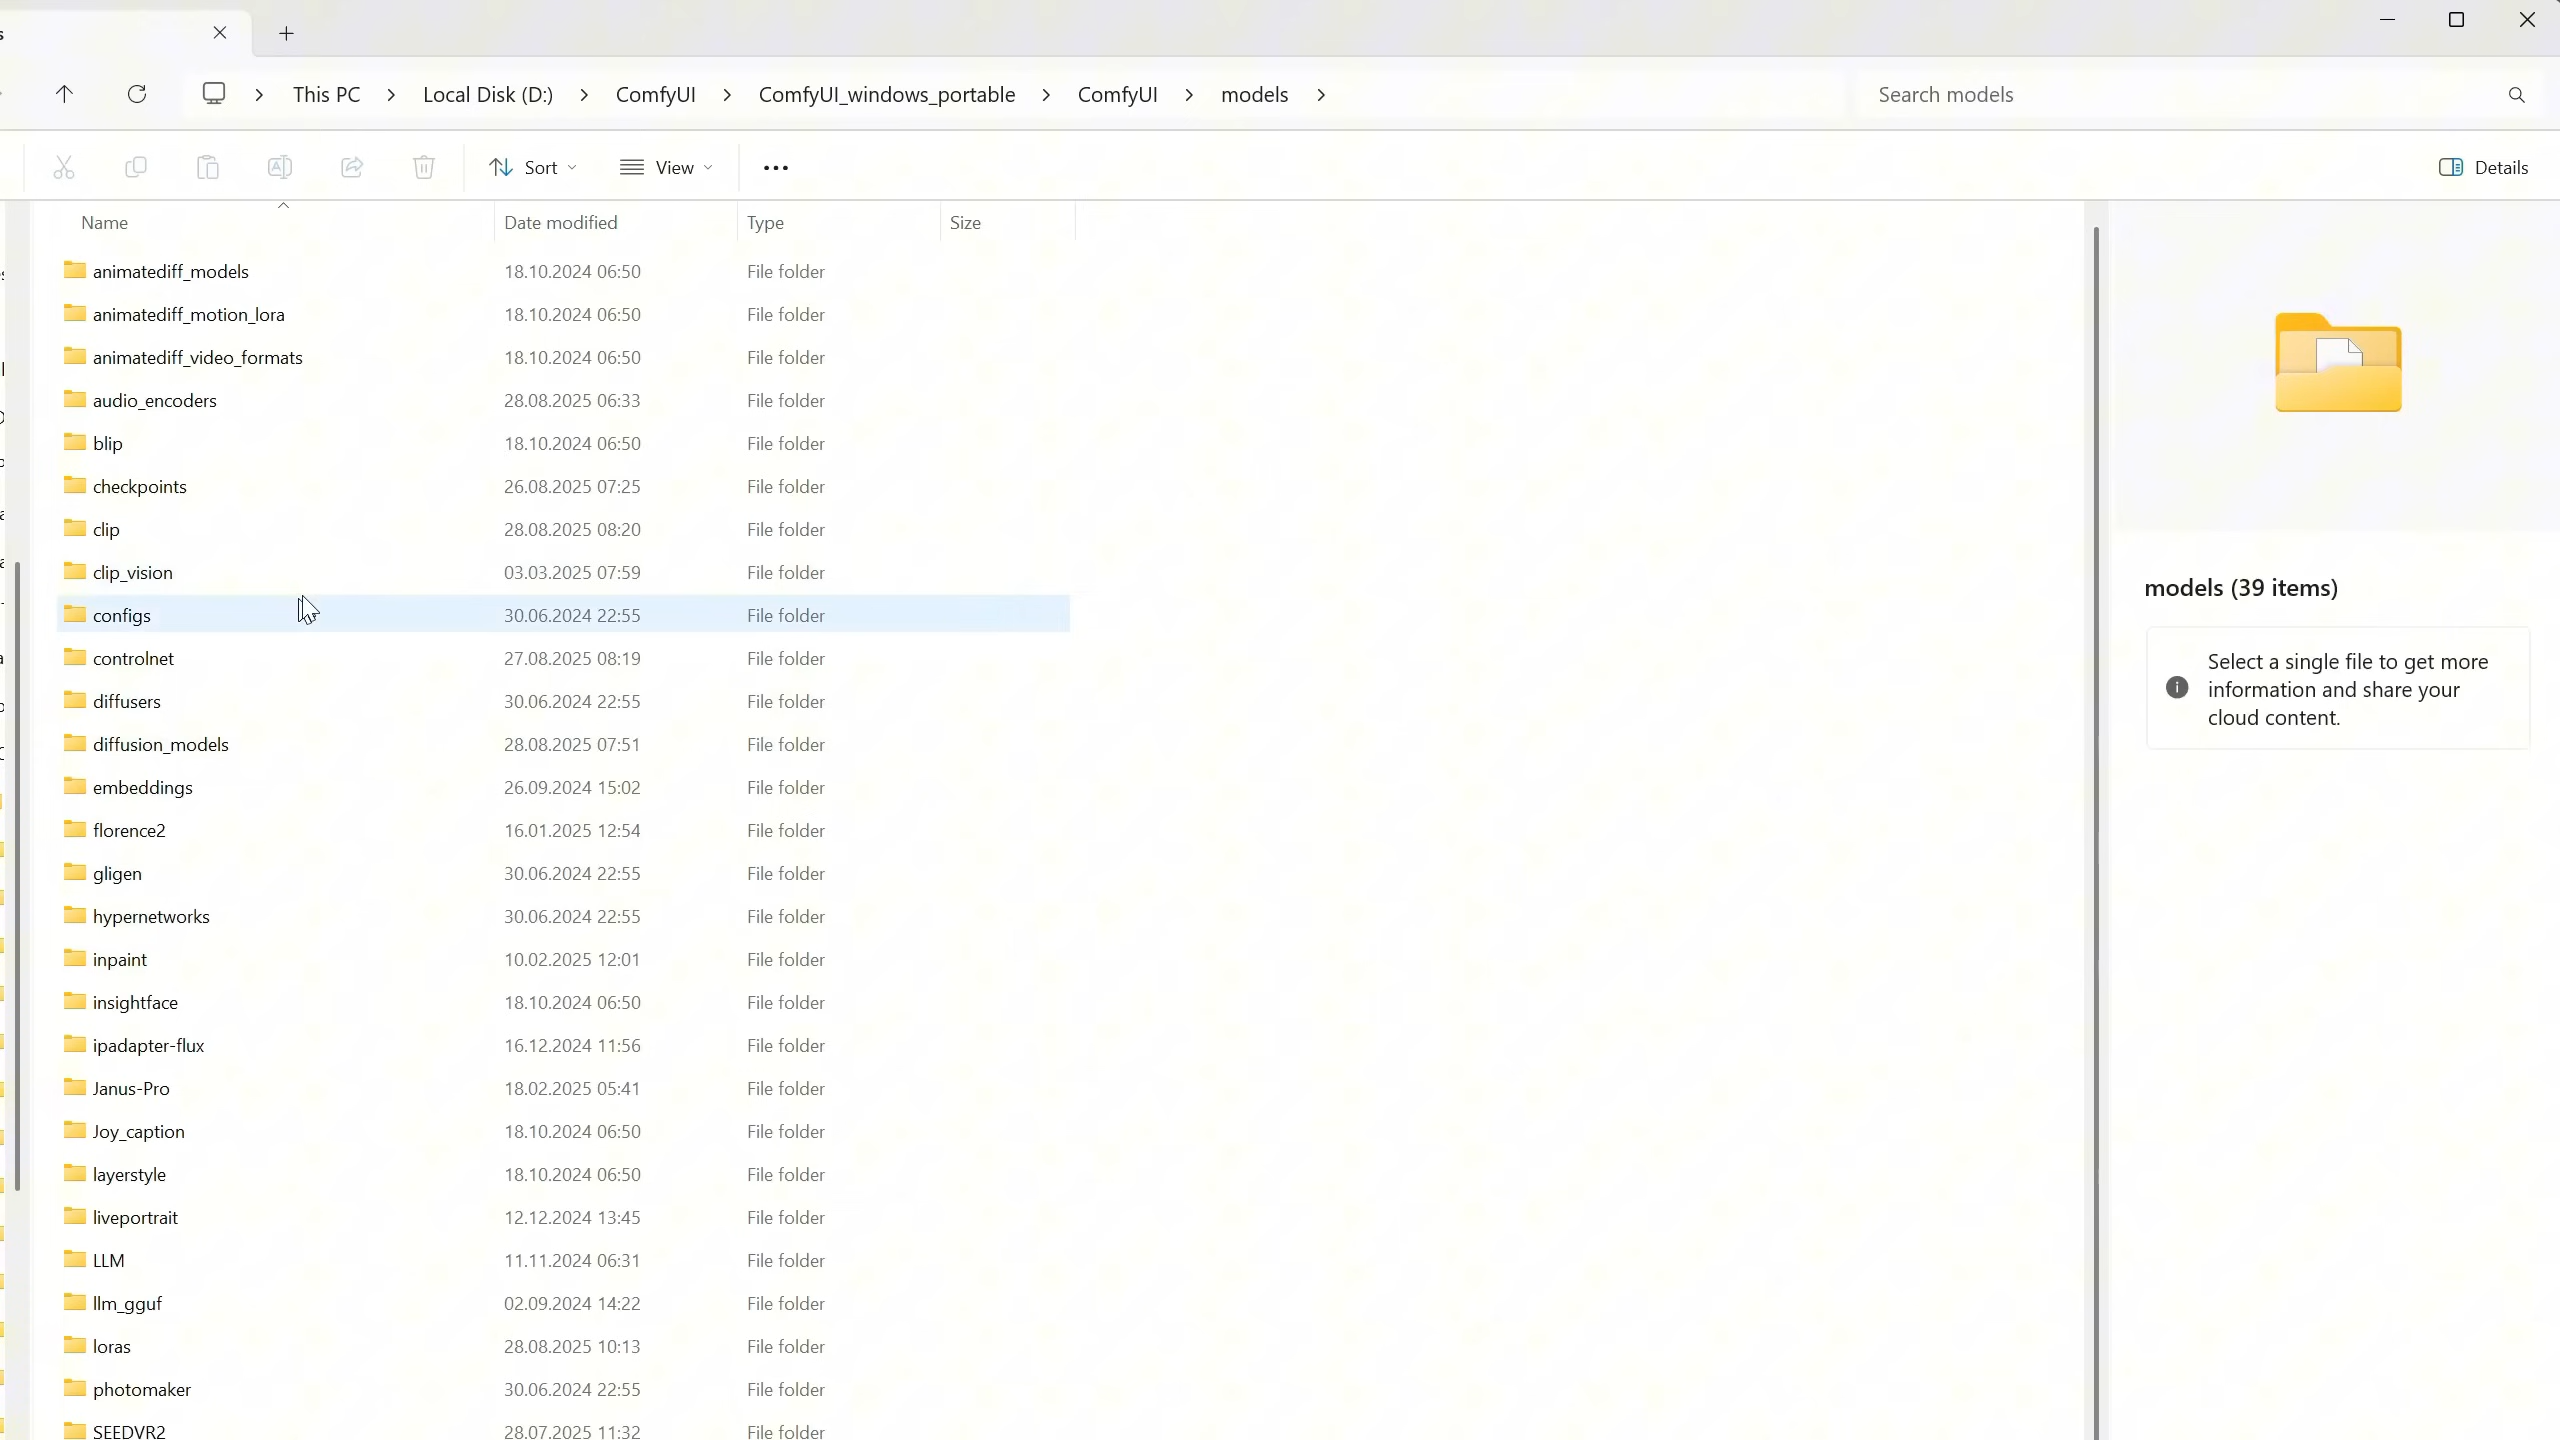 This PC > Local Disk (D:) > ComfyUI > ComfyUI_windows_portable > ComfyUI > models >
Search models
Sort
View
Details
Name Date modified Type Size
animatediff_models 18.10.2024 06:50 File folder
animatediff_motion_lora 18.10.2024 06:50 File folder
animatediff_video_formats 18.10.2024 06:50 File folder
audio_encoders 28.08.2025 06:33 File folder
blip 18.10.2024 06:50 File folder
checkpoints 26.08.2025 07:25 File folder
clip 28.08.2025 08:20 File folder
clip_vision 03.03.2025 07:59 File folder
configs 30.06.2024 22:55 File folder
controlnet 27.08.2025 08:19 File folder
diffusers 30.06.2024 22:55 File folder
diffusion_models 28.08.2025 07:51 File folder
embeddings 26.09.2024 15:02 File folder
florence2 16.01.2025 12:54 File folder
gligen 30.06.2024 22:55 File folder
hypernetworks 30.06.2024 22:55 File folder
inpaint 10.02.2025 12:01 File folder
insightface 18.10.2024 06:50 File folder
ipadapter-flux 16.12.2024 11:56 File folder
Janus-Pro 18.02.2025 05:41 File folder
Joy_caption 18.10.2024 06:50 File folder
layerstyle 18.10.2024 06:50 File folder
liveportrait 12.12.2024 13:45 File folder
LLM 11.11.2024 06:31 File folder
llm_gguf 02.09.2024 14:22 File folder
loras 28.08.2025 10:13 File folder
photomaker 30.06.2024 22:55 File folder
SEEDVR2 28.07.2025 11:32 File folder
models (39 items)
Select a single file to get more
information and share your
cloud content.